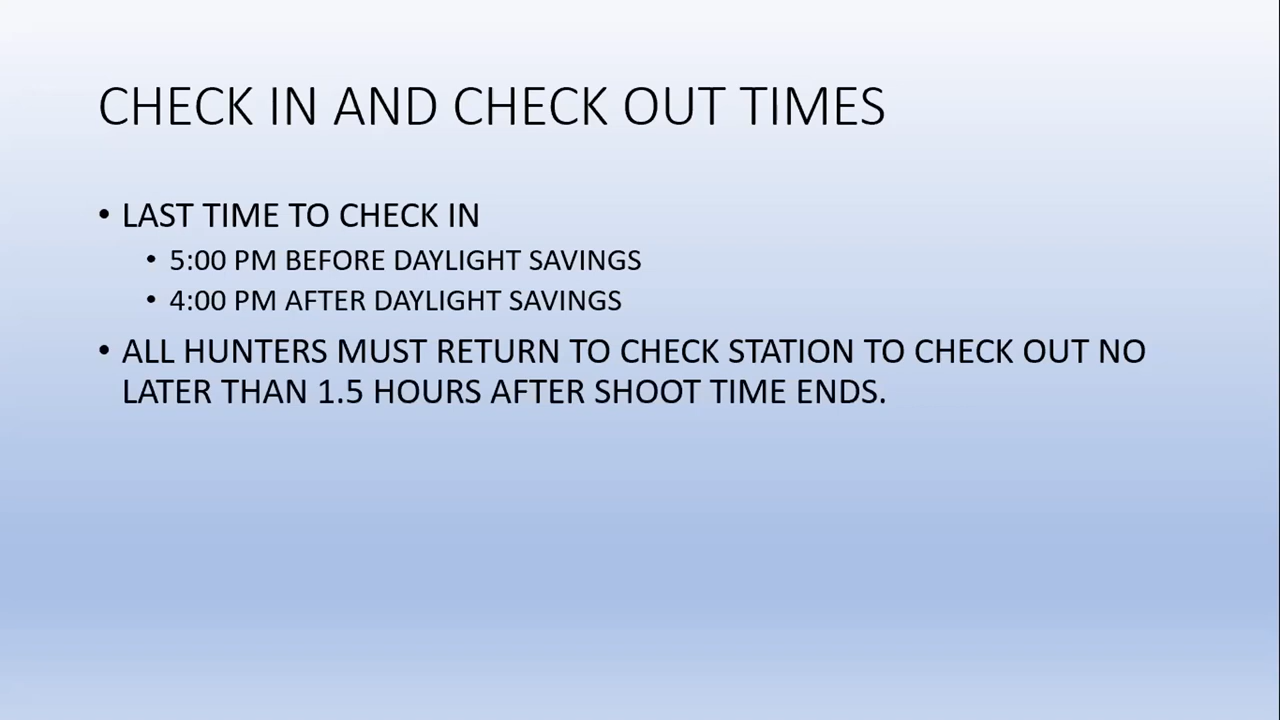 CHECK IN AND CHECK OUT TIMES
• LAST TIME TO CHECK IN
• 5:00 PM BEFORE DAYLIGHT SAVINGS
• 4:00 PM AFTER DAYLIGHT SAVINGS
• ALL HUNTERS MUST RETURN TO CHECK STATION TO CHECK OUT NO
LATER THAN 1.5 HOURS AFTER SHOOT TIME ENDS.